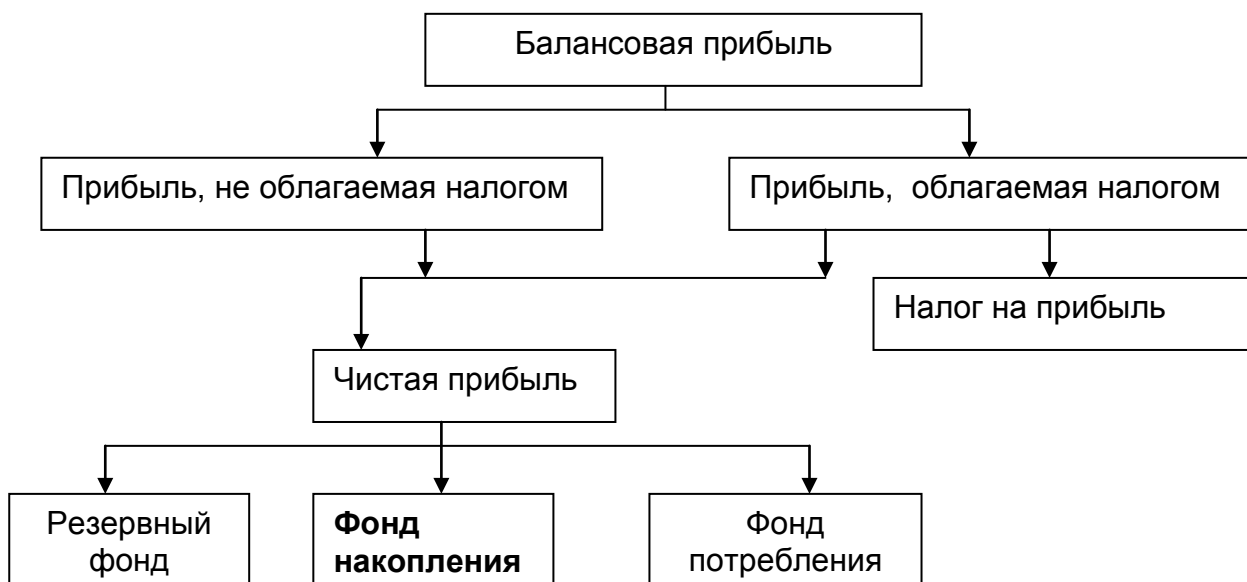 Балансовая прибыль
Прибыль, не облагаемая налогом
Прибыль,  облагаемая налогом
Налог на прибыль
Чистая прибыль
Резервный
фонд
Фонд
накопления
Фонд
потребления